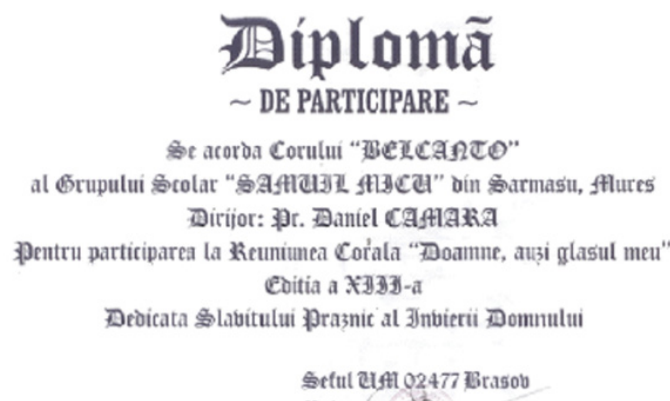 Diplomã
~ DE PARTICIPARE ~
Se acorda Corului “BELCANTO”
al Grupului Scolar “SAMUIL MICU” din Sarmasu, Mures
Dirijor: Pr. Daniel CAMARA
Pentru participarea la Reuniunea Corala “Doamne, auzi glasul meu”
Editia a XIII-a
Dedicata Slavitului Praznic al Invierii Domnului
Seful UM 02477 Brasov